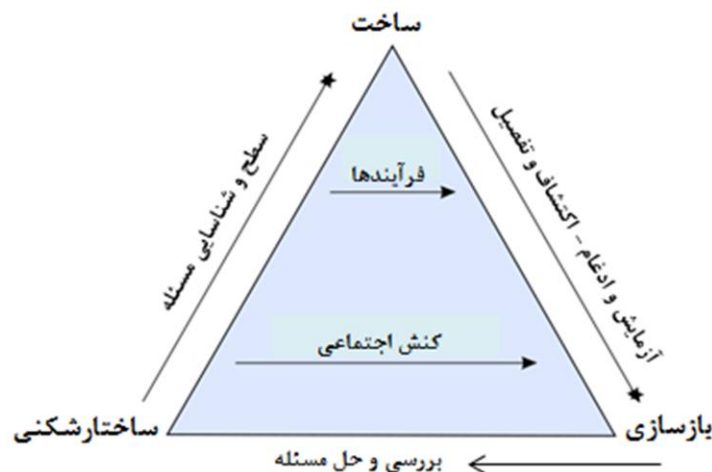 ساخت
سطح و شناسایی مسئله
آزمایش و ادغام - اکتشاف و تفصیل
فرآیندها
کنش اجتماعی
بازسازی
ساختارشکنی
بررسی و حل مسئله